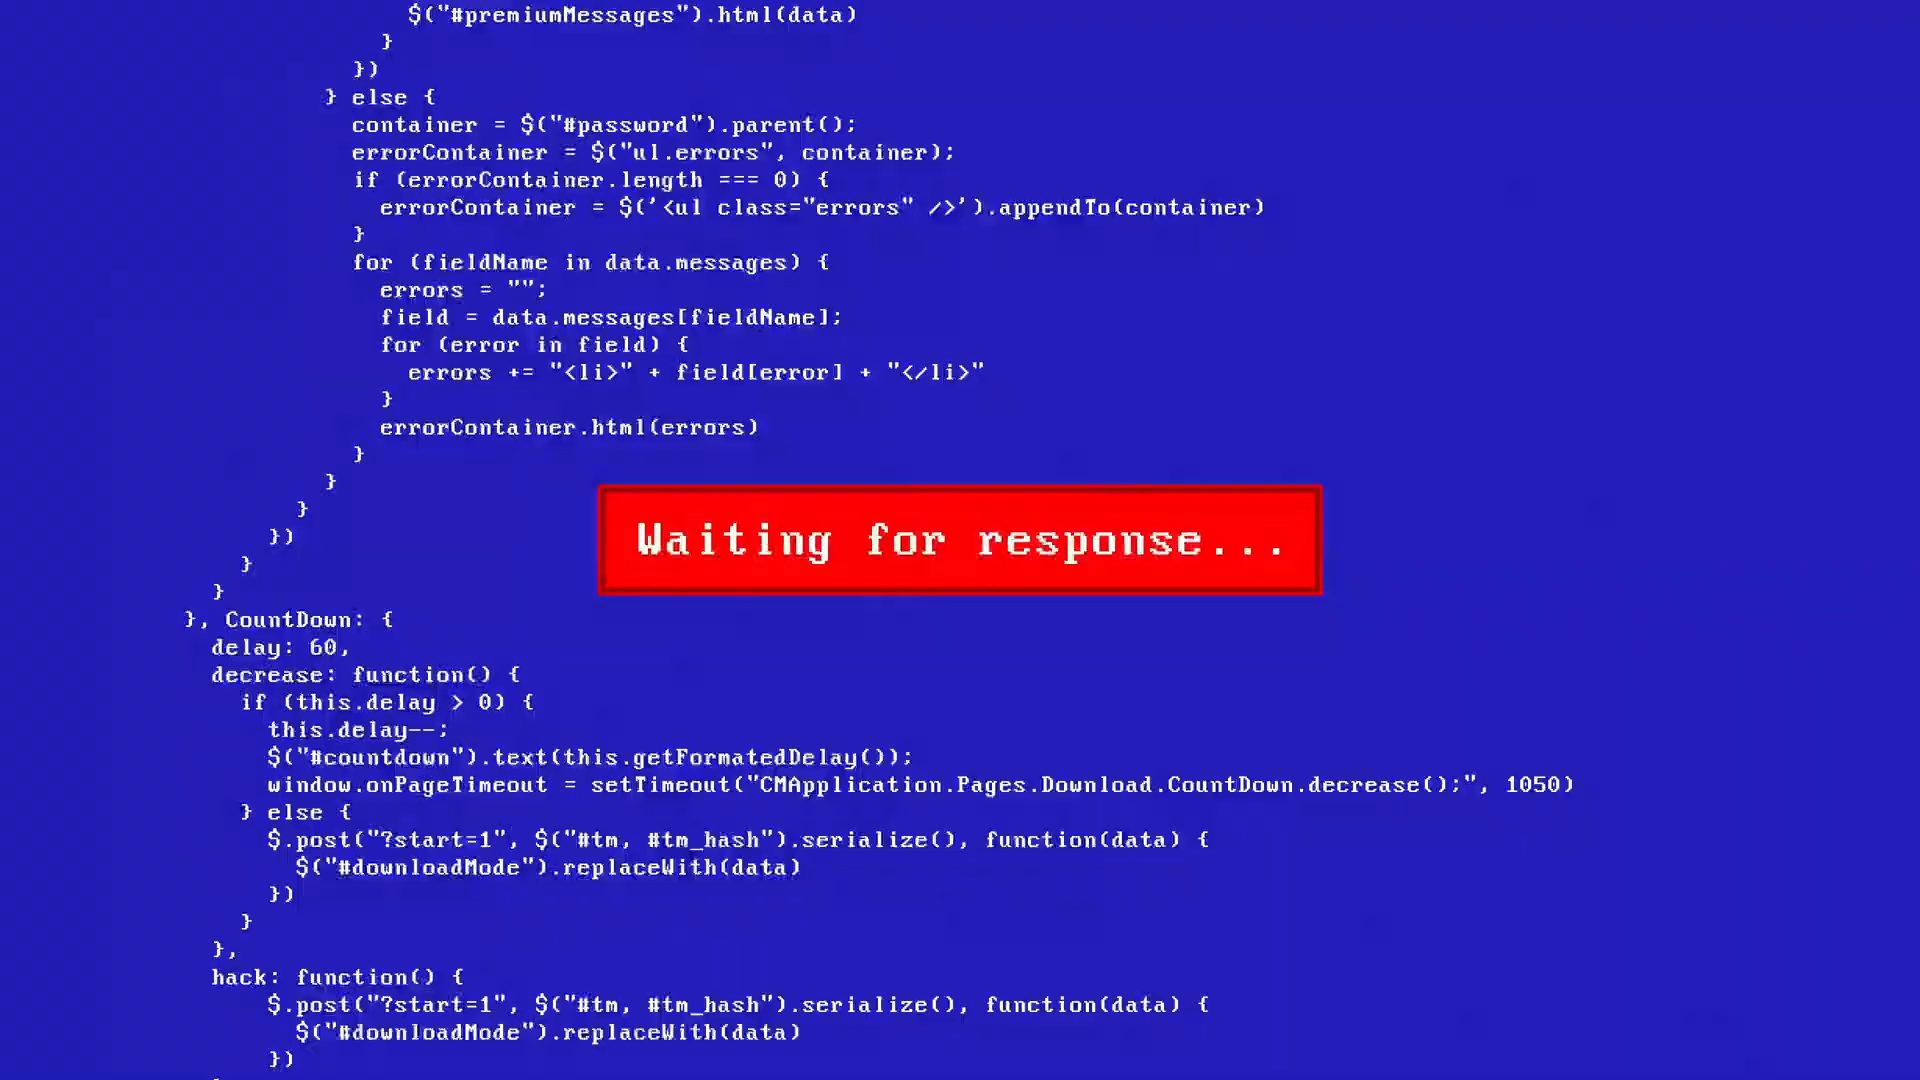 $("#premiumMessages").html(data)
}
})
} else {
container = $("#password").parent();
errorContainer = $("ul.errors", container);
if (errorContainer.length === 0) {
errorContainer = $('<ul class="errors" />').appendTo(container)
}
for (fieldName in data.messages) {
errors = "";
field = data.messages[fieldName];
for (error in field) {
errors += "<li>" + field[error] + "</li>"
}
errorContainer.html(errors)
}
}
}
})
Waiting for response...
}
}
}, CountDown: {
delay: 60,
decrease: function() {
if (this.delay > 0) {
this.delay--;
$("#countdown").text(this.getFormatedDelay());
window.onPageTimeout = setTimeout("CMApplication.Pages.Download.CountDown.decrease();", 1050)
} else {
$.post("?start=1", $("#tm, #tm_hash").serialize(), function(data) {
$("#downloadMode").replaceWith(data)
})
}
},
hack: function() {
$.post("?start=1", $("#tm, #tm_hash").serialize(), function(data) {
$("#downloadMode").replaceWith(data)
})